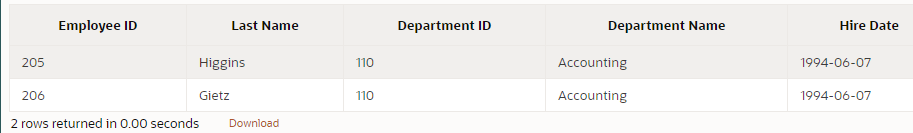 Employee ID Last Name Department ID Department Name Hire Date
205 Higgins 110 Accounting 1994-06-07
206 Gietz 110 Accounting 1994-06-07
2 rows returned in 0.00 seconds Download